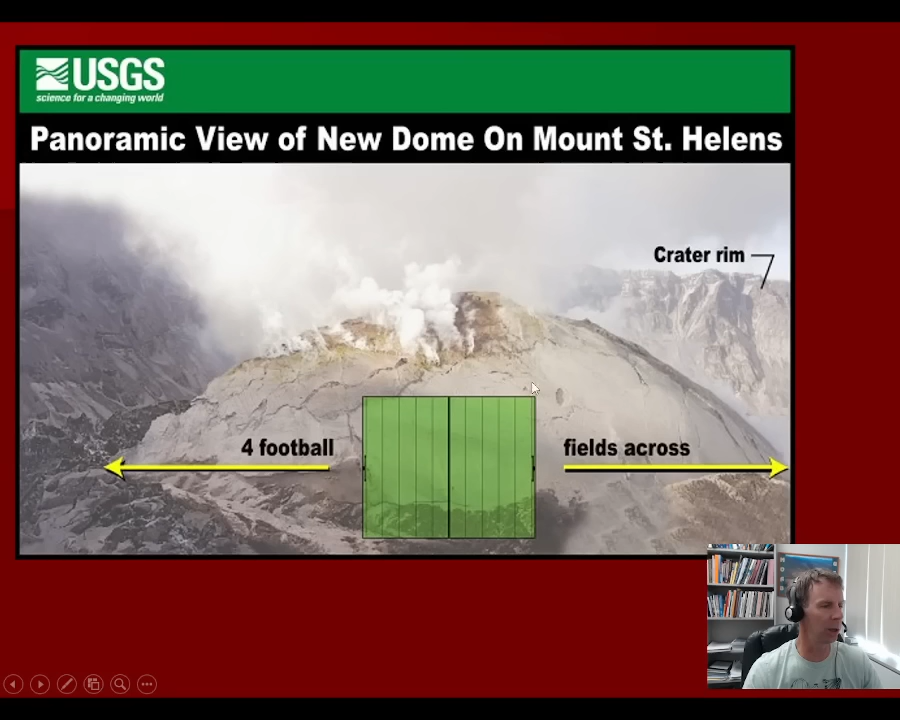 USGS
science for a changing world
Panoramic View of New Dome On Mount St. Helens
Crater rim
4 football fields across